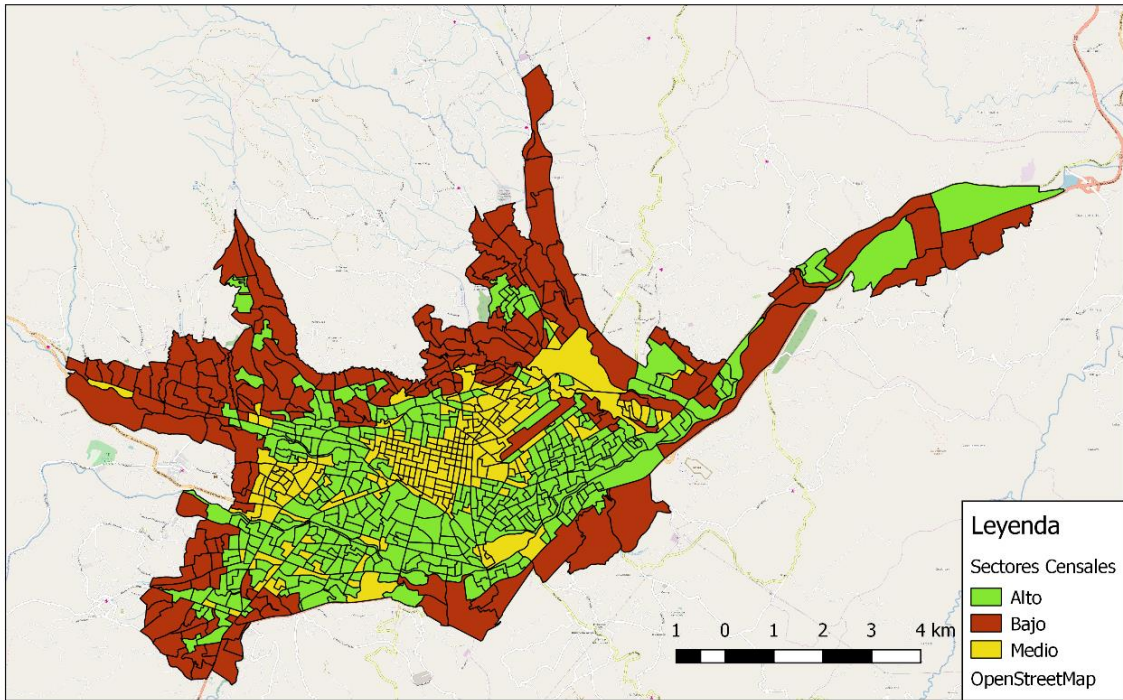 Leyenda
Sectores Censales
Alto
Bajo
Medio
OpenStreetMap
1 0 1 2 3 4 km